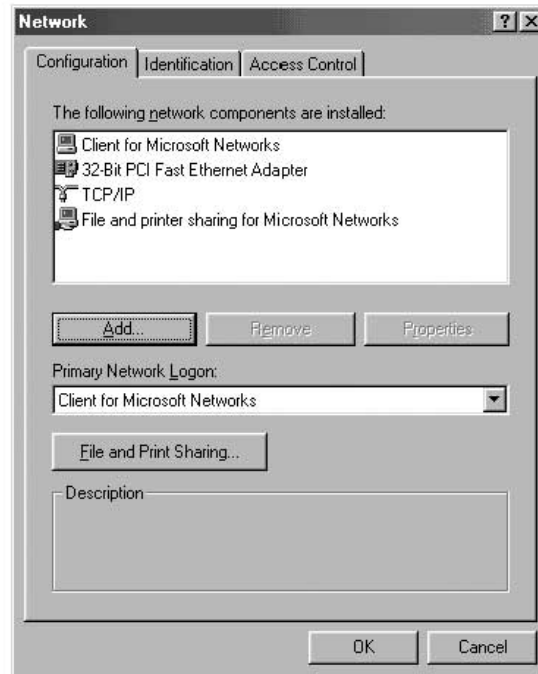 Network
Configuration Identification Access Control
The following network components are installed:
Client for Microsoft Networks
32-Bit PCI Fast Ethernet Adapter
TCP/IP
File and printer sharing for Microsoft Networks
Add... Remove Properties
Primary Network Logon:
Client for Microsoft Networks
File and Print Sharing...
Description
OK Cancel